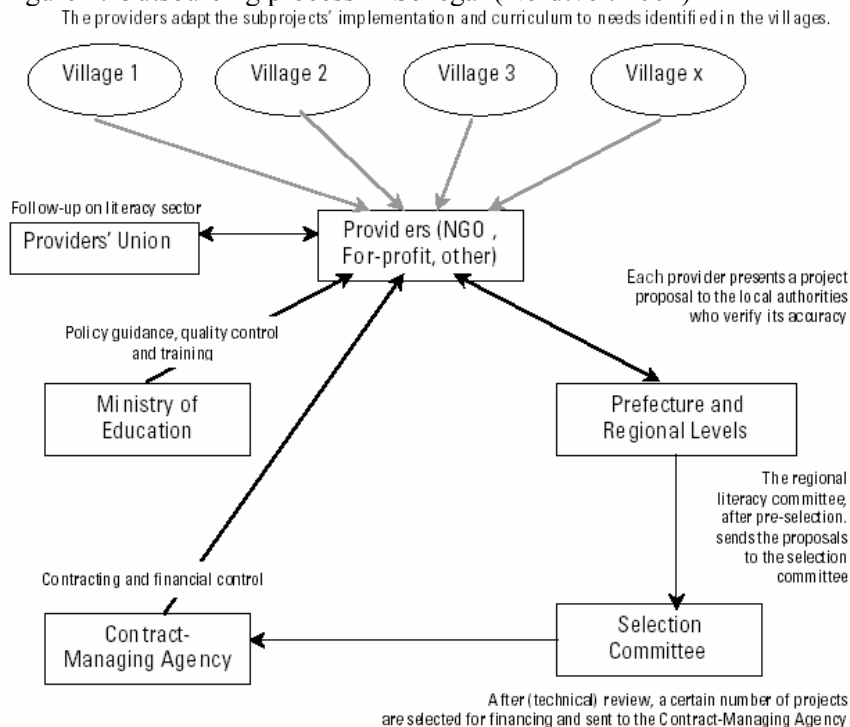 Outsourcing process in Senegal
The providers adapt the subprojects' implementation and curriculum to needs identified in the villages.
Village 1
Village 2
Village 3
Village x
Follow-up on literacy sector
Providers' Union
Providers (NGO ,
For-profit, other)
Each provider presents a project
proposal to the local authorities
who verify its accuracy
Policy guidance, quality control
and training
Ministry of
Education
Prefecture and
Regional Levels
The regional
literacy committee,
after pre-selection.
sends the proposals
to the selection
committee
Contracting and financial control
Contract-
Managing Agency
Selection
Committee
After (technical) review, a certain number of projects
are selected for financing and sent to the Contract-Managing Agency